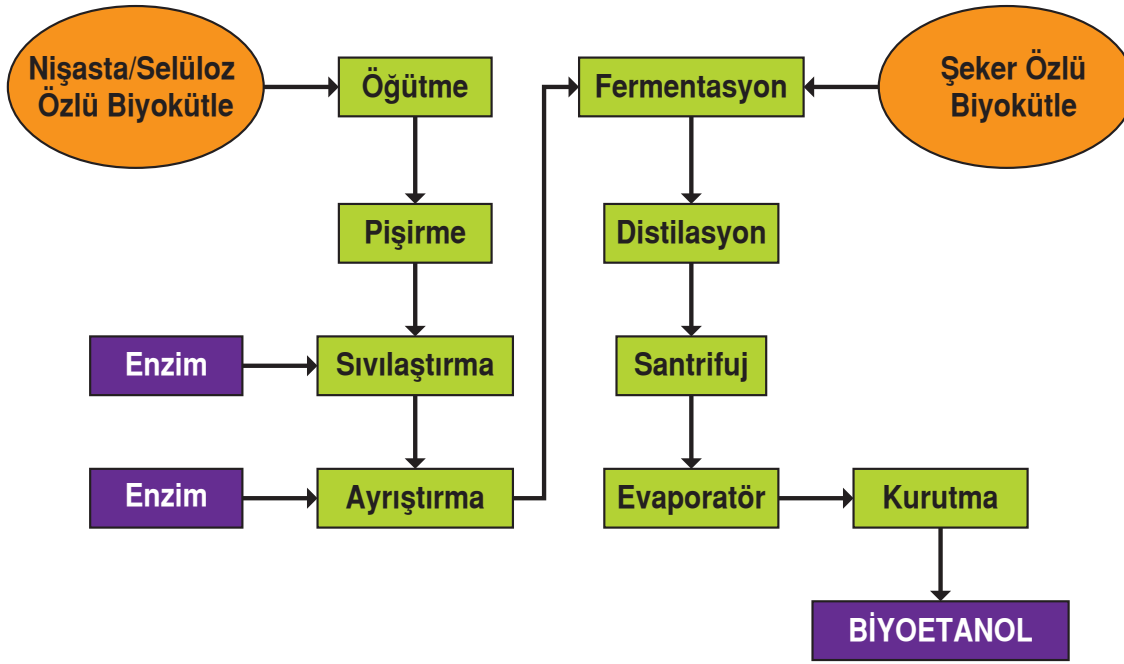 Nişasta/Selüloz
Özlü Biyokütle
Öğütme
Fermentasyon
Şeker Özlü
Biyokütle
Pişirme
Distilasyon
Enzim
Sıvılaştırma
Santrifuj
Enzim
Ayrıştırma
Evaporatör
Kurutma
BİYOETANOL